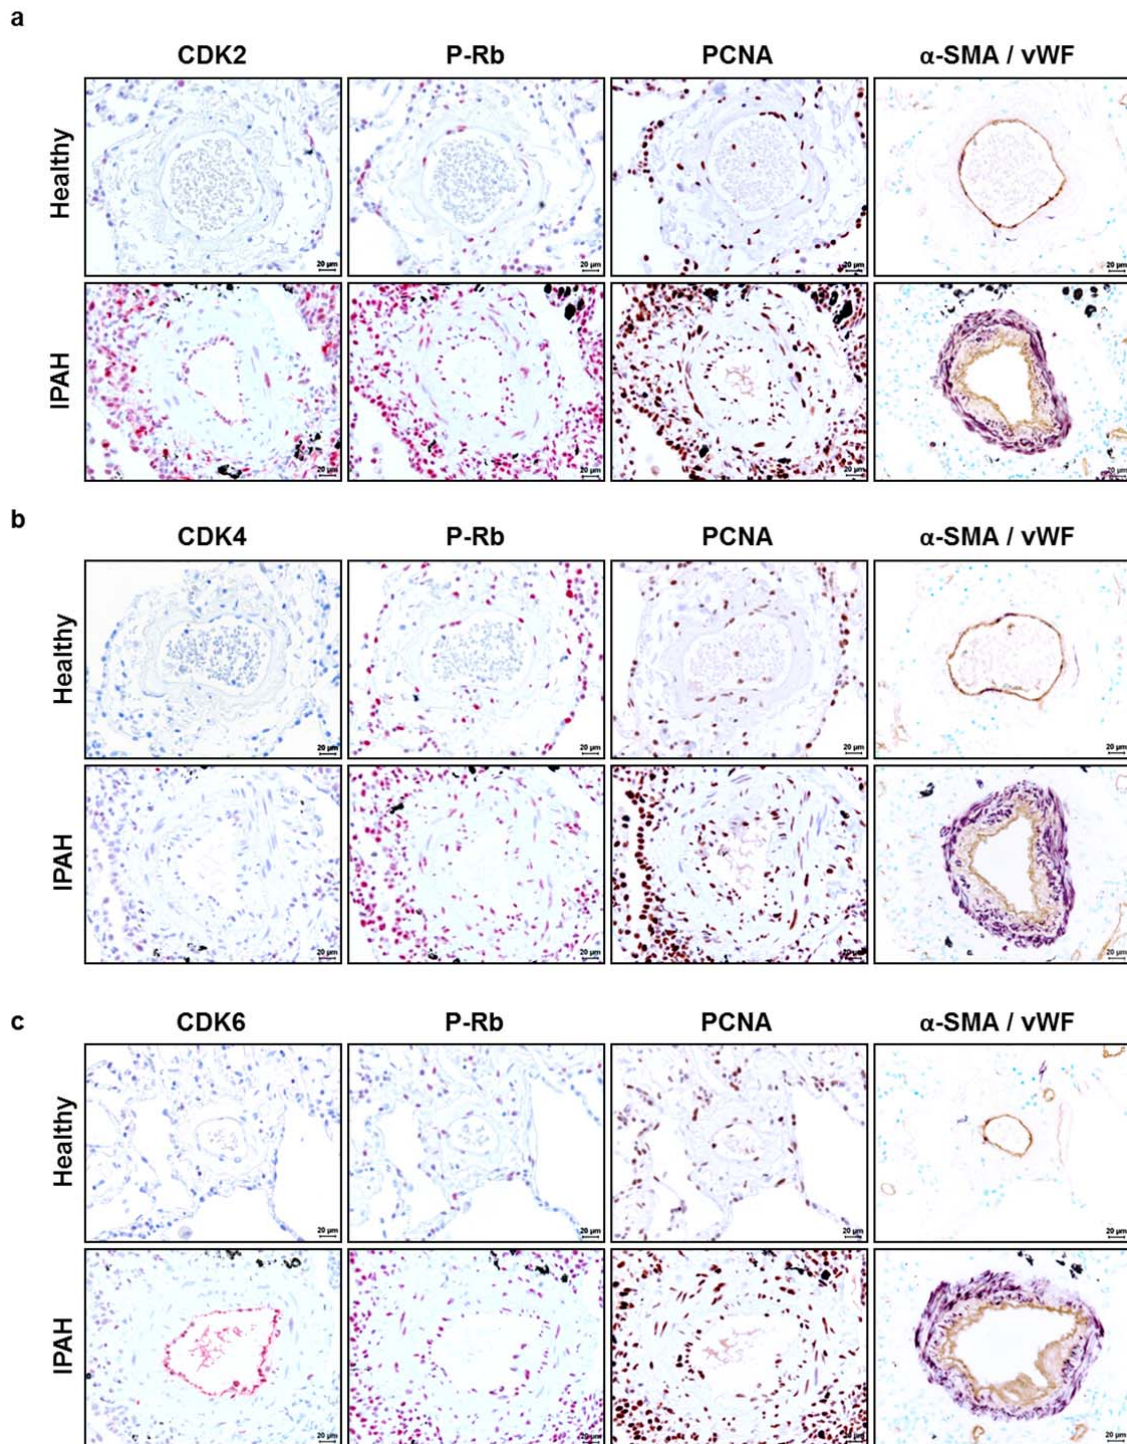 a
CDK2 P-Rb PCNA α-SMA / vWF
Healthy
20 µm 20 µm 20 µm 20 µm
IPAH
20 µm 20 µm 20 µm 20 µm
b
CDK4 P-Rb PCNA α-SMA / vWF
Healthy
20 µm 20 µm 20 µm 20 µm
IPAH
20 µm 20 µm 20 µm 20 µm
c
CDK6 P-Rb PCNA α-SMA / vWF
Healthy
20 µm 20 µm 20 µm 20 µm
IPAH
20 µm 20 µm 20 µm 20 µm